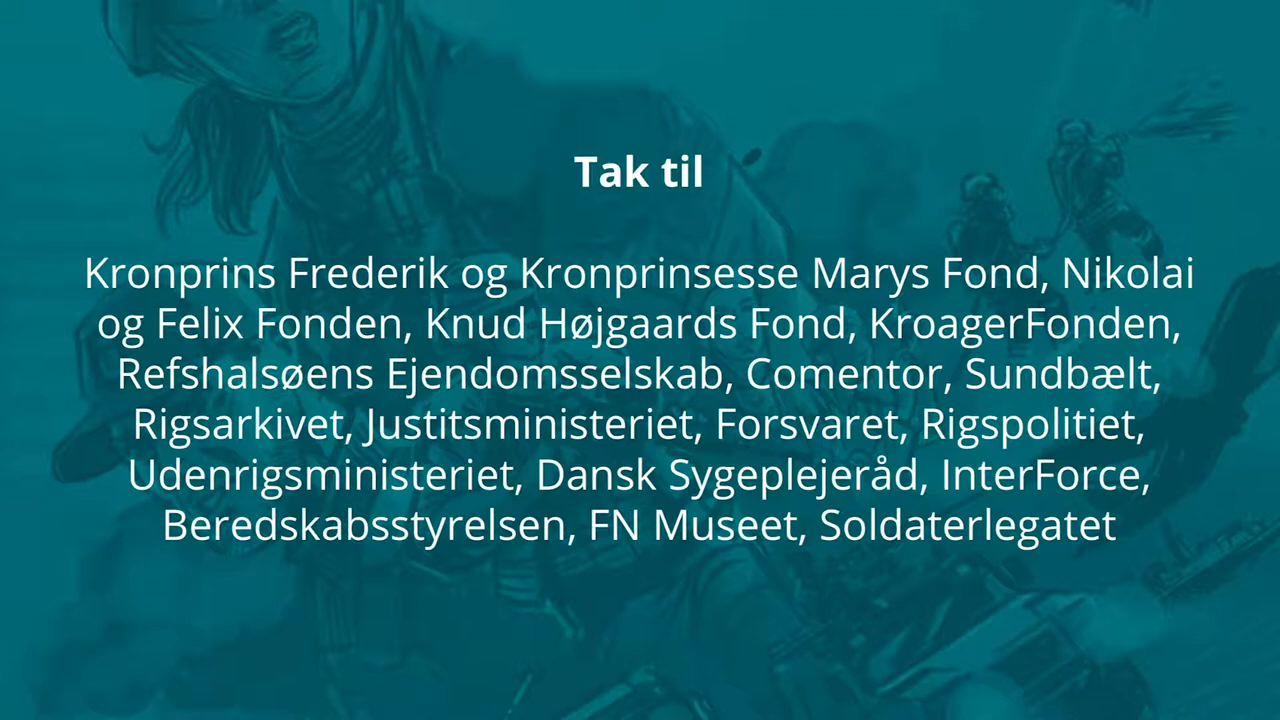 Tak til
Kronprins Frederik og Kronprinsesse Marys Fond, Nikolai
og Felix Fonden, Knud Højgaards Fond, KroagerFonden,
Refshalsøens Ejendomsselskab, Comentor, Sundbælt,
Rigsarkivet, Justitsministeriet, Forsvaret, Rigspolitiet,
Udenrigsministeriet, Dansk Sygeplejeråd, InterForce,
Beredskabsstyrelsen, FN Museet, Soldaterlegatet